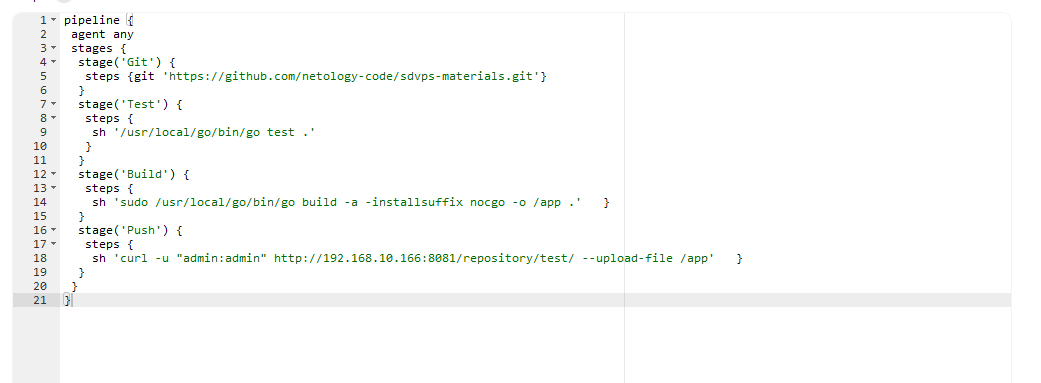 1 pipeline {
2 agent any
3 stages {
4 stage('Git') {
5 steps {git 'https://github.com/netology-code/sdvps-materials.git'}
6 }
7 stage('Test') {
8 steps {
9 sh '/usr/local/go/bin/go test .'
10 }
11 }
12 stage('Build') {
13 steps {
14 sh 'sudo /usr/local/go/bin/go build -a -installsuffix nocgo -o /app .' }
15 }
16 stage('Push') {
17 steps {
18 sh 'curl -u "admin:admin" http://192.168.10.166:8081/repository/test/ --upload-file /app' }
19 }
20 }
21 }